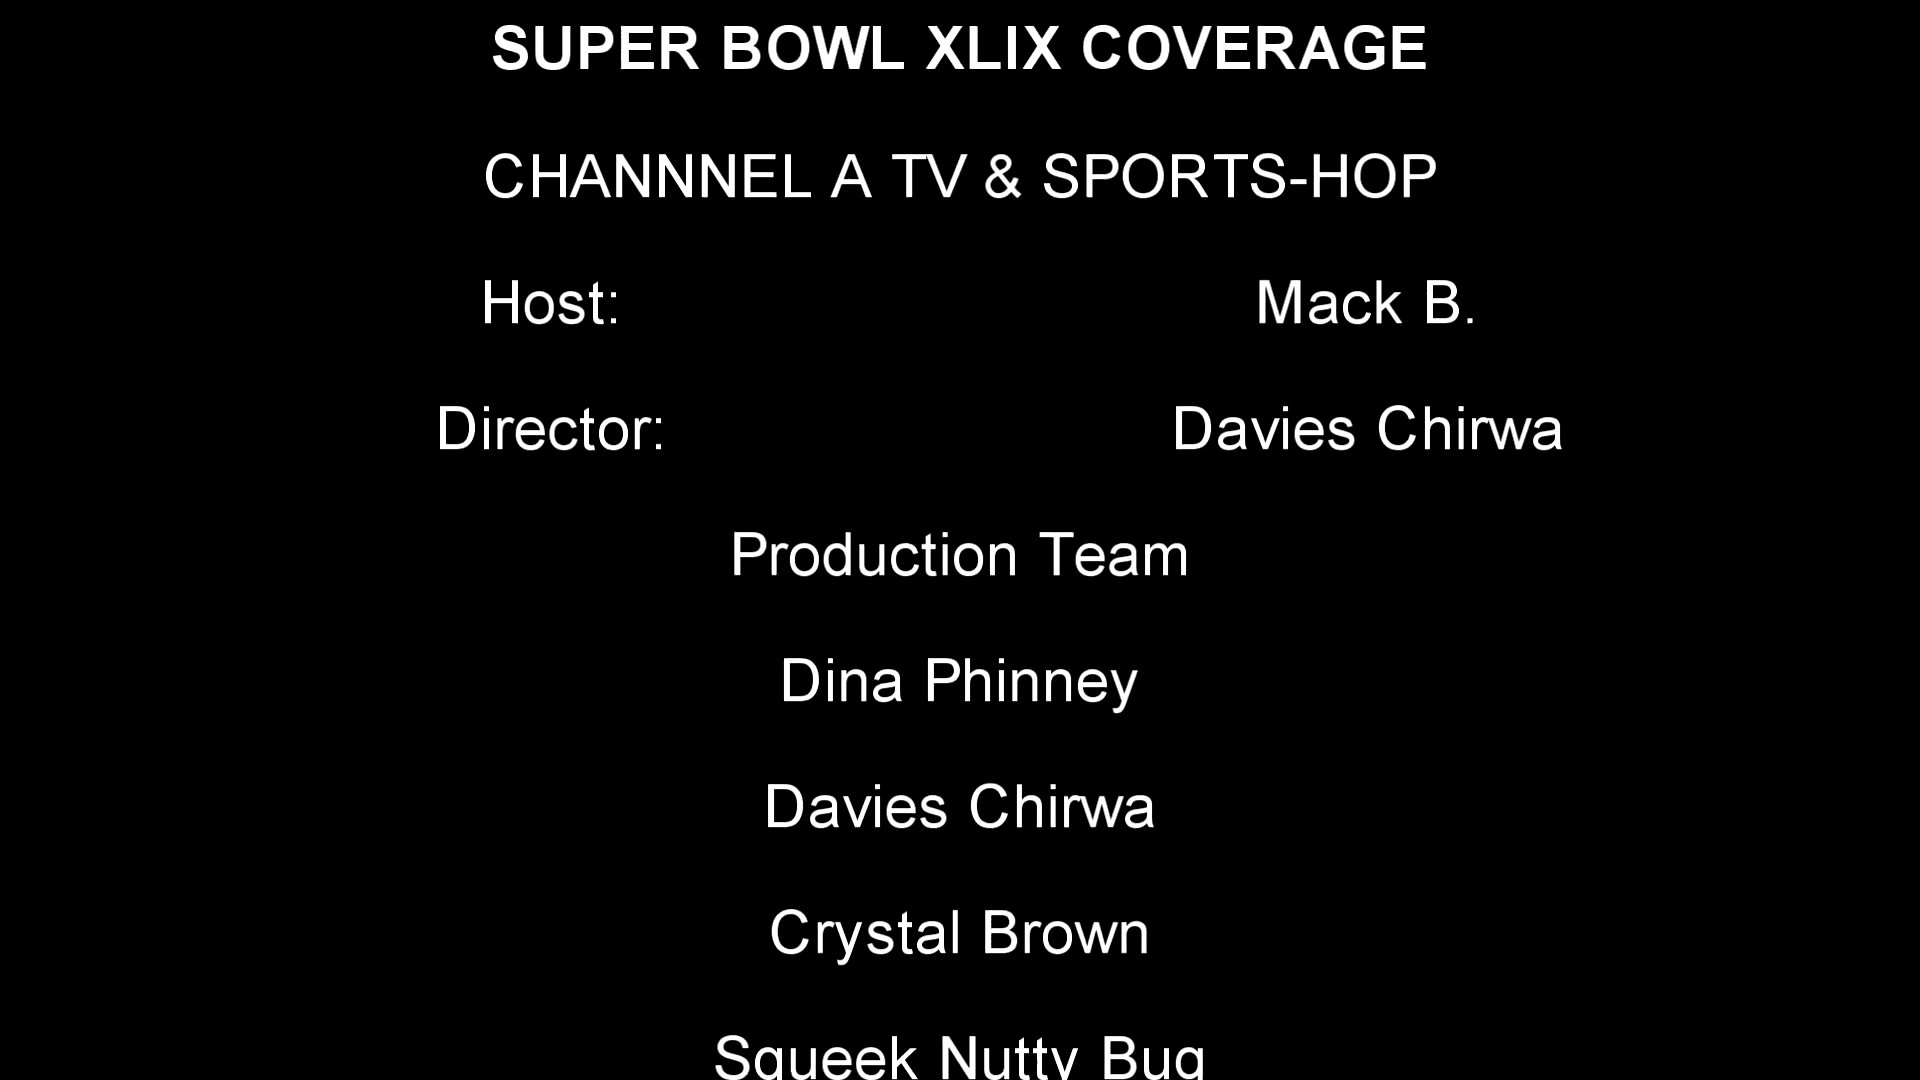 SUPER BOWL XLIX COVERAGE
CHANNNEL A TV & SPORTS-HOP
Host: Mack B.
Director: Davies Chirwa
Production Team
Dina Phinney
Davies Chirwa
Crystal Brown
Squeek Nutty Bug